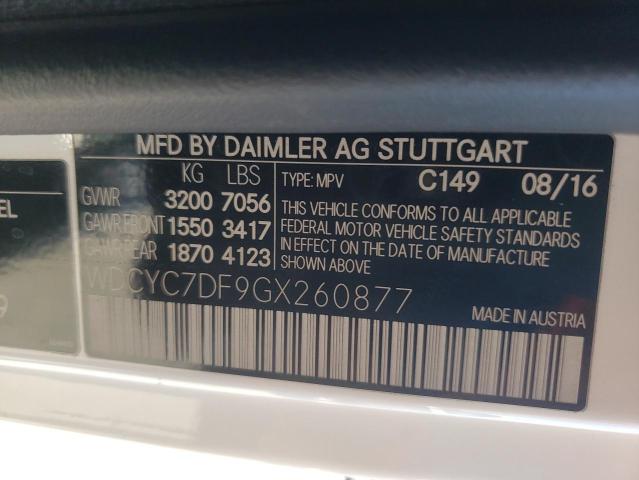 MFD BY DAIMLER AG STUTTGART
KG LBS
GVWR 3200 7056
GAWR FRONT 1550 3417
GAWR REAR 1870 4123
TYPE: MPV C149 08/16
THIS VEHICLE CONFORMS TO ALL APPLICABLE
FEDERAL MOTOR VEHICLE SAFETY STANDARDS
IN EFFECT ON THE DATE OF MANUFACTURE
SHOWN ABOVE.
WDCYC7DF9GX260877
MADE IN AUSTRIA
EL
9